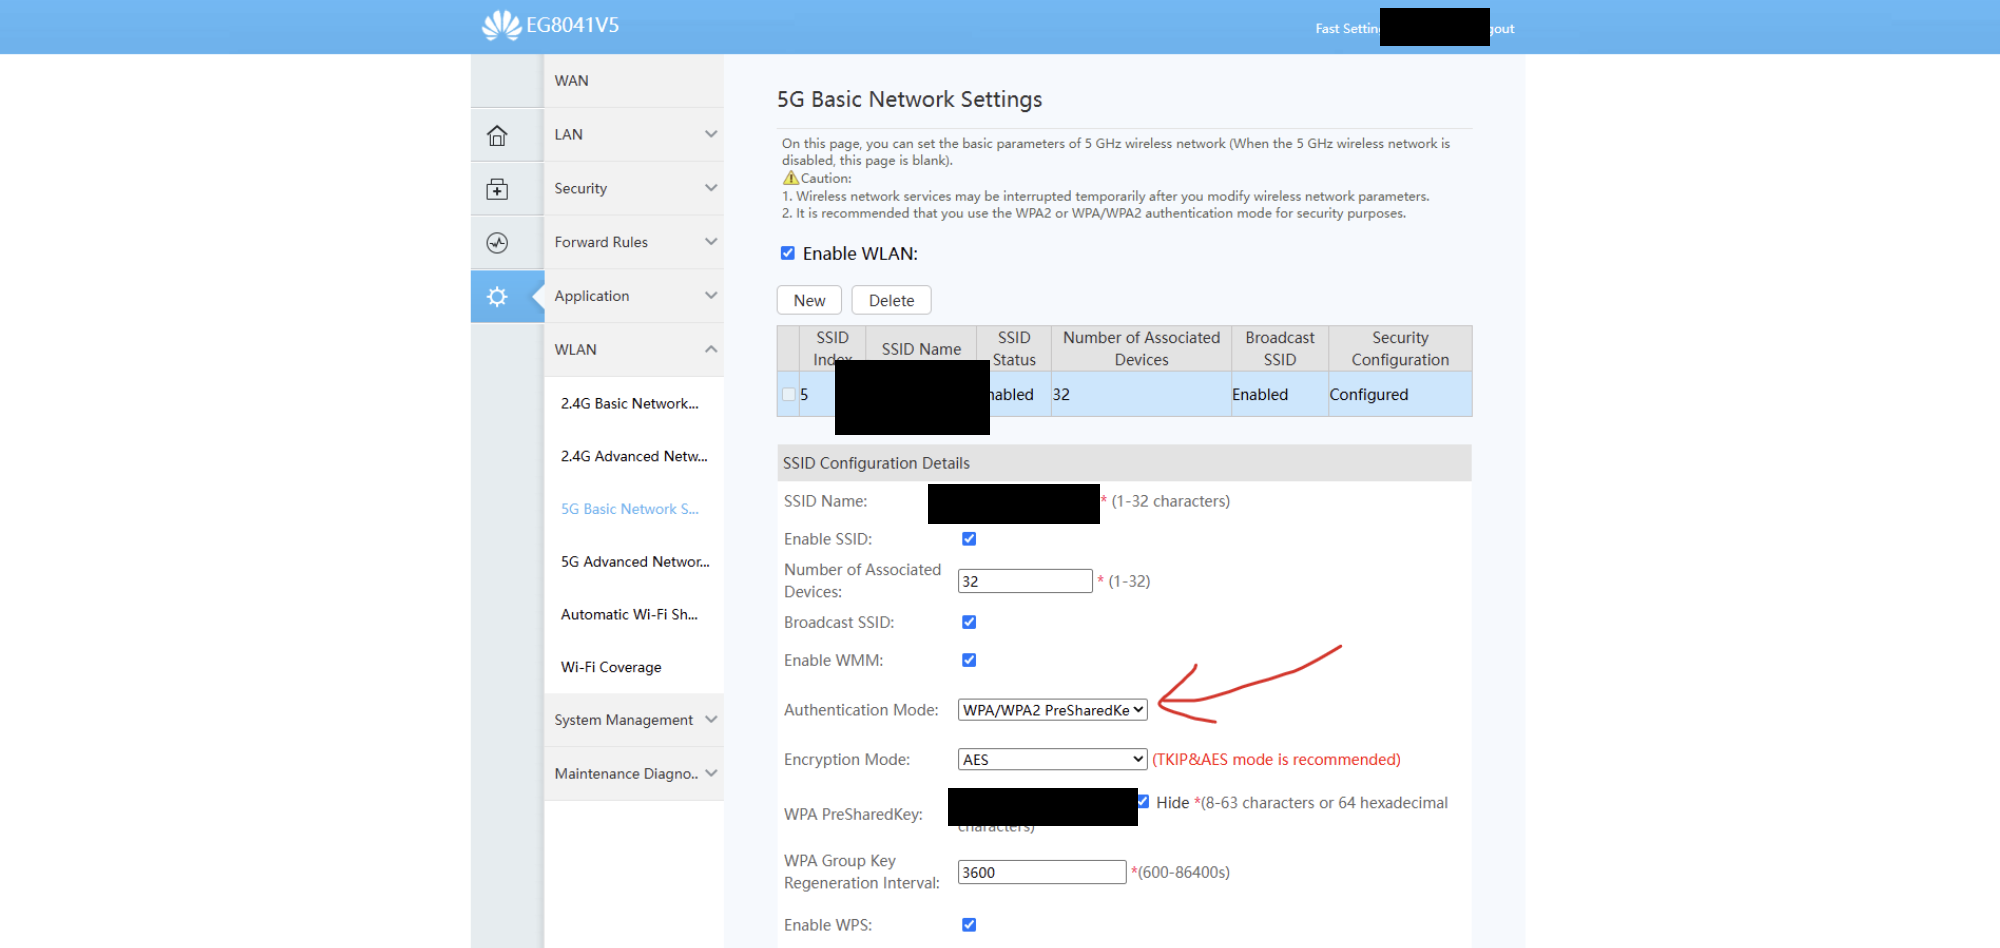 EG8041V5
Fast Settin gout
WAN
LAN
Security
Forward Rules
Application
WLAN
2.4G Basic Network...
2.4G Advanced Netw...
5G Basic Network S...
5G Advanced Networ...
Automatic Wi-Fi Sh...
Wi-Fi Coverage
System Management
Maintenance Diagno..
5G Basic Network Settings
On this page, you can set the basic parameters of 5 GHz wireless network (When the 5 GHz wireless network is
disabled, this page is blank).
Caution:
1. Wireless network services may be interrupted temporarily after you modify wireless network parameters.
2. It is recommended that you use the WPA2 or WPA/WPA2 authentication mode for security purposes.
Enable WLAN:
New Delete
SSID Index SSID Name SSID Status Number of Associated Devices Broadcast SSID Security Configuration
5 nabled 32 Enabled Configured
SSID Configuration Details
SSID Name: * (1-32 characters)
Enable SSID:
Number of Associated
Devices: 32 * (1-32)
Broadcast SSID:
Enable WMM:
Authentication Mode: WPA/WPA2 PreSharedKe
Encryption Mode: AES (TKIP&AES mode is recommended)
WPA PreSharedKey: Hide *(8-63 characters or 64 hexadecimal
characters)
WPA Group Key
Regeneration Interval: 3600 *(600-86400s)
Enable WPS: